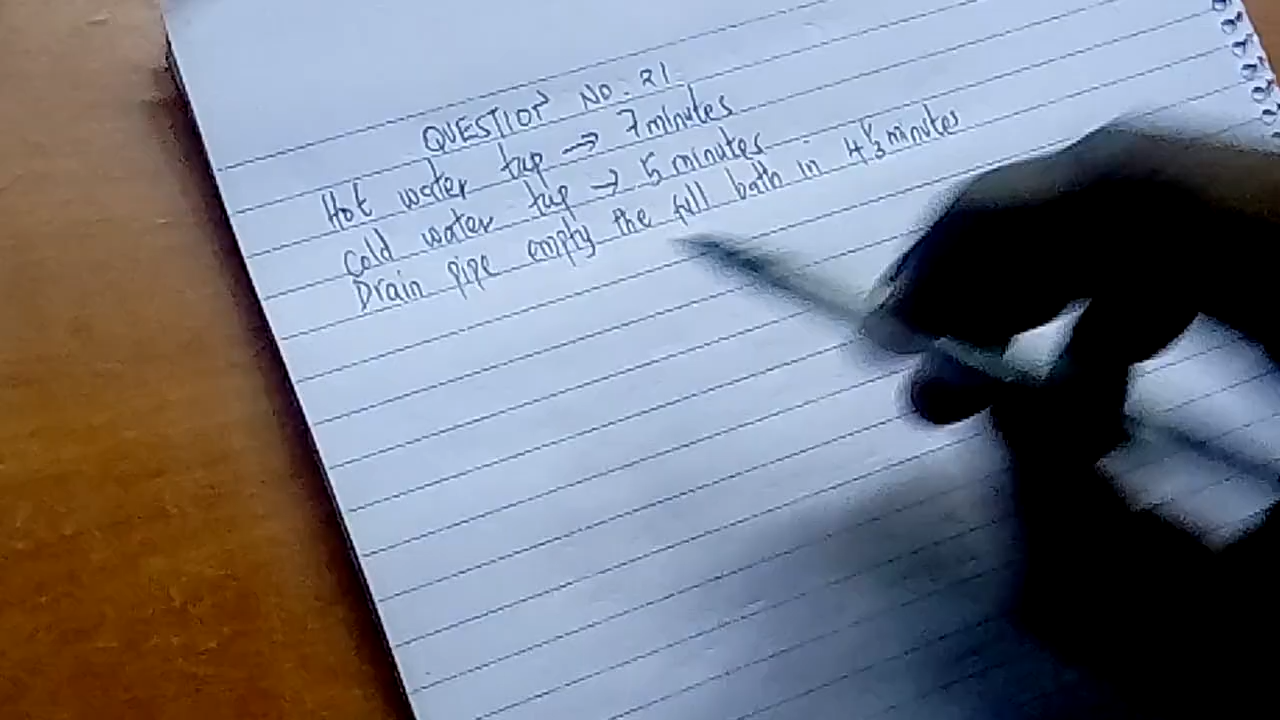 QUESTION NO. 21
Hot water tap → 7 minutes
Cold water tap → 5 minutes
Drain pipe empty the full bath in 4⅓ minutes